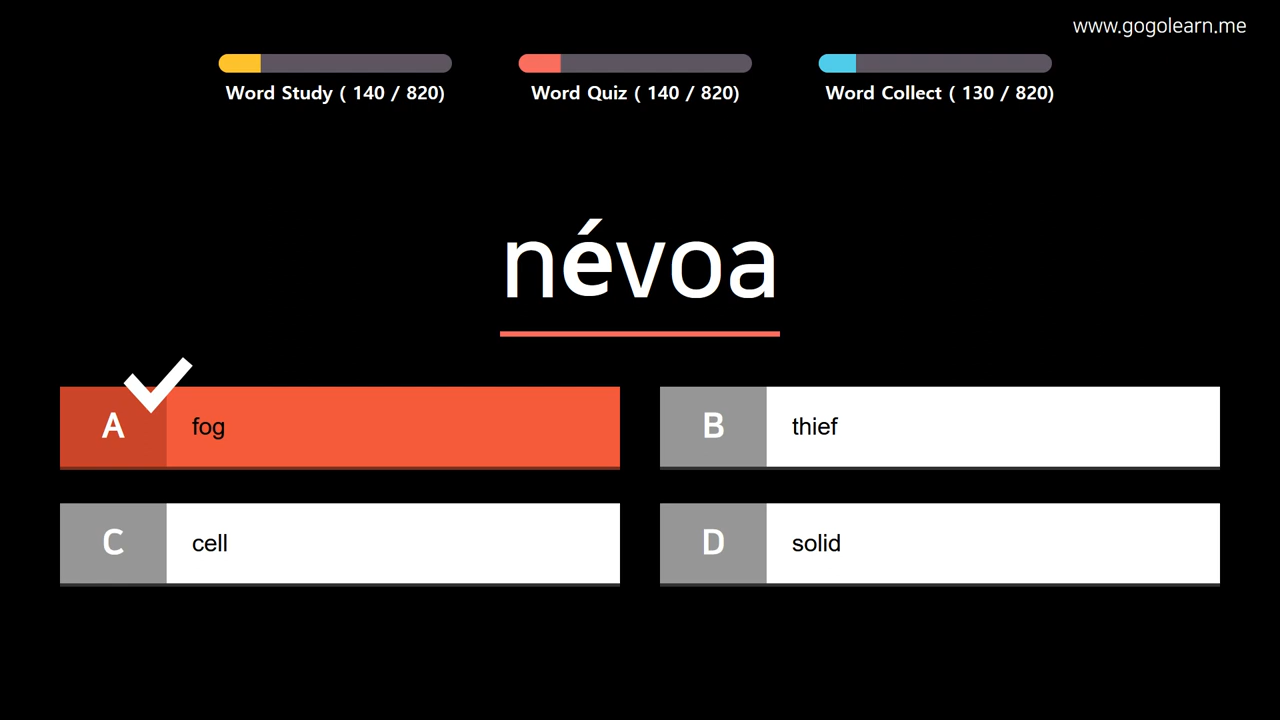 www.gogolearn.me
Word Study ( 140 / 820)
Word Quiz ( 140 / 820)
Word Collect ( 130 / 820)
névoa
A fog
B thief
C cell
D solid